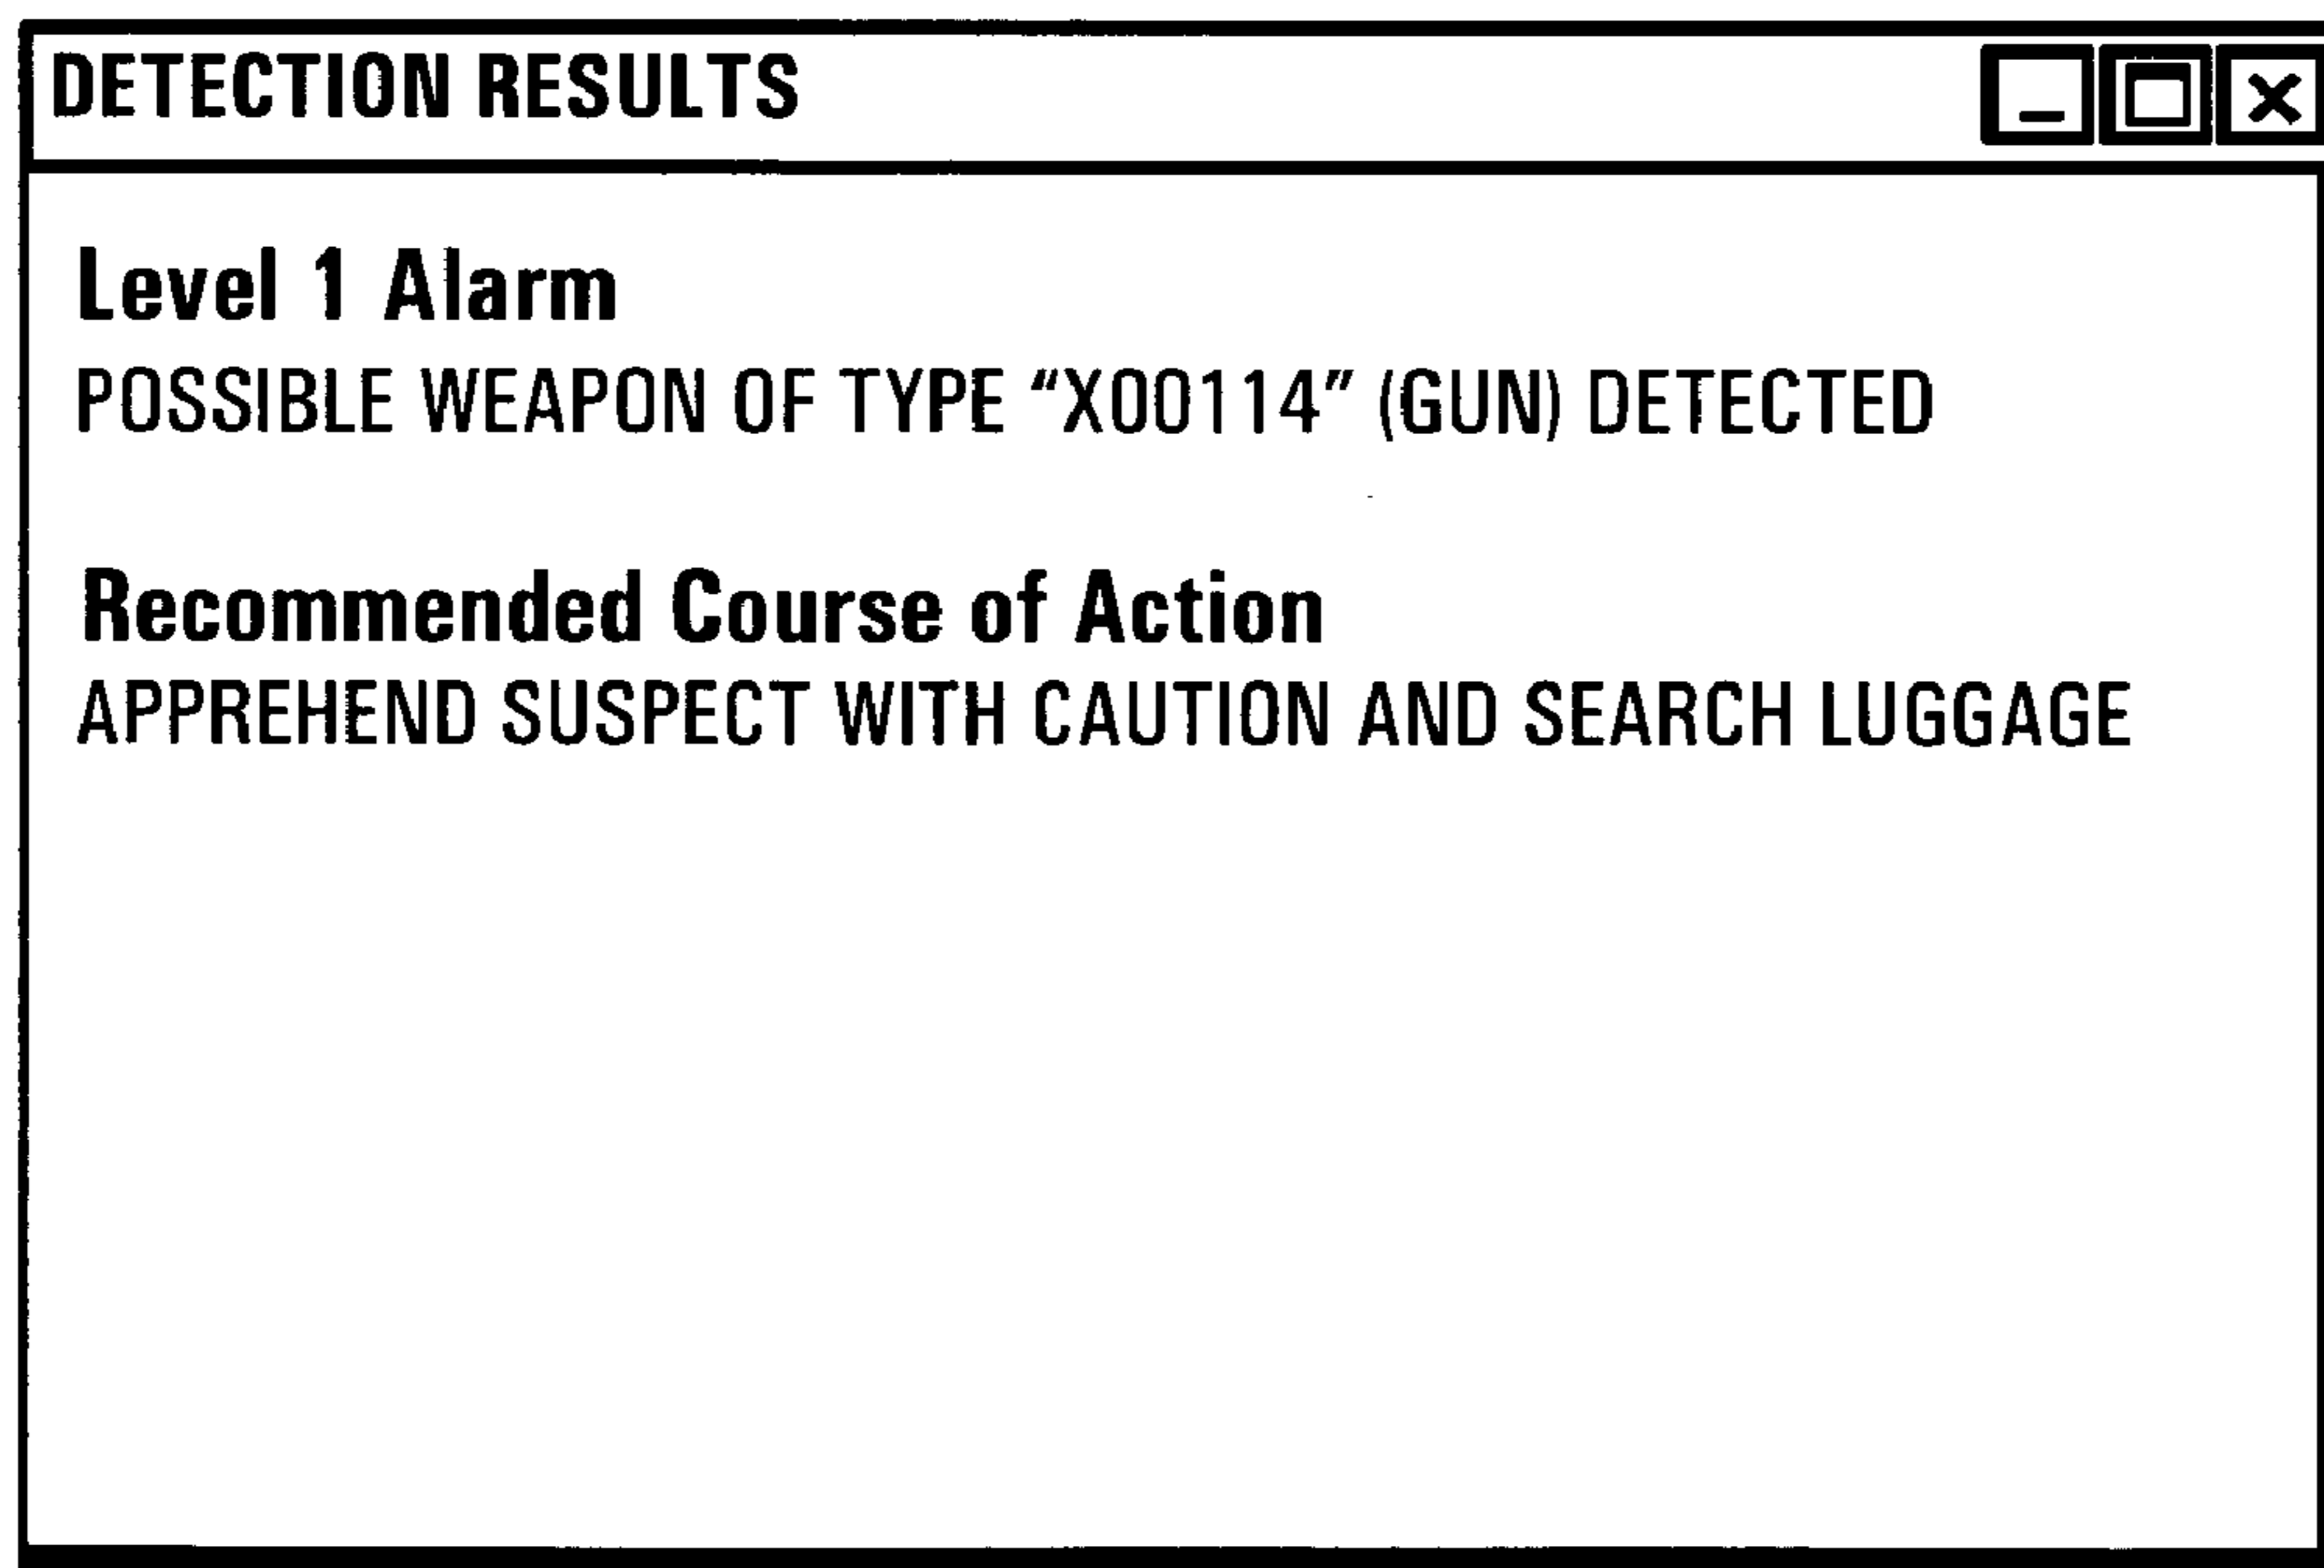 DETECTION RESULTS
Level 1 Alarm
POSSIBLE WEAPON OF TYPE “X00114” (GUN) DETECTED
Recommended Course of Action
APPREHEND SUSPECT WITH CAUTION AND SEARCH LUGGAGE